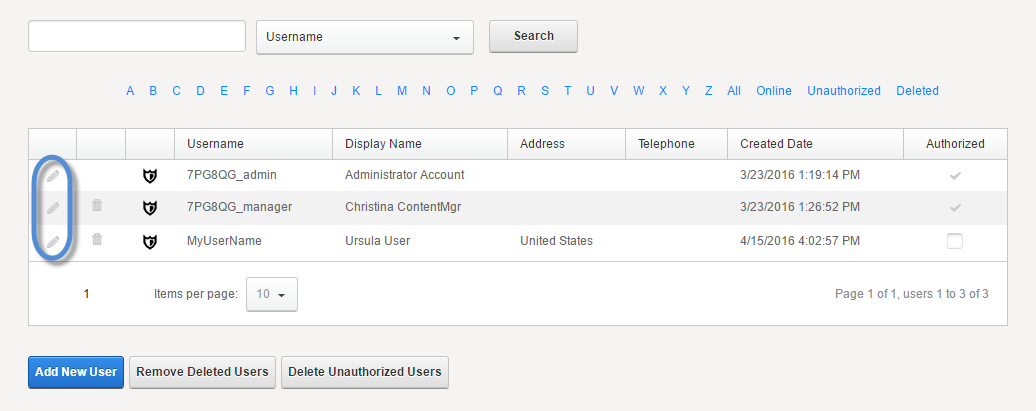 Username Search
A B C D E F G H I J K L M N O P Q R S T U V W X Y Z All Online Unauthorized Deleted
Username Display Name Address Telephone Created Date Authorized
7PG8QG_admin Administrator Account 3/23/2016 1:19:14 PM
7PG8QG_manager Christina ContentMgr 3/23/2016 1:26:52 PM
MyUserName Ursula User United States 4/15/2016 4:02:57 PM
1 Items per page: 10 Page 1 of 1, users 1 to 3 of 3
Add New User Remove Deleted Users Delete Unauthorized Users